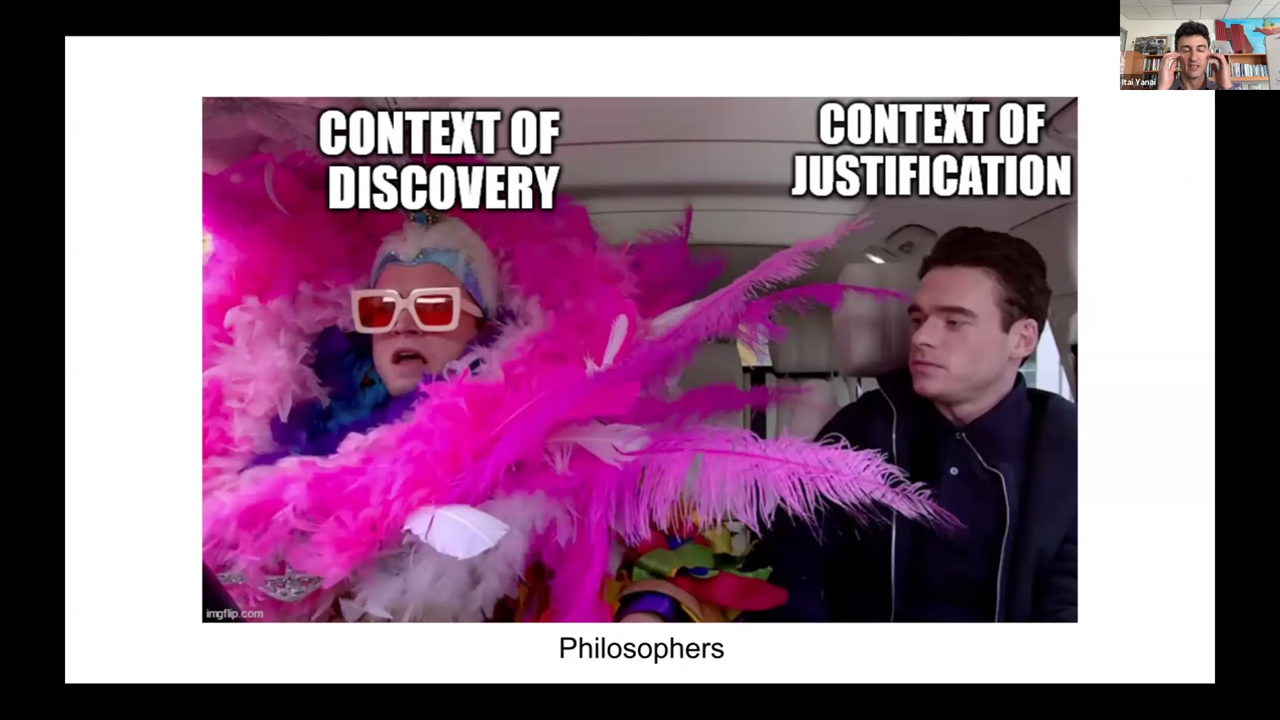 Itai Yanai
CONTEXT OF
DISCOVERY
CONTEXT OF
JUSTIFICATION
imgflip.com
Philosophers